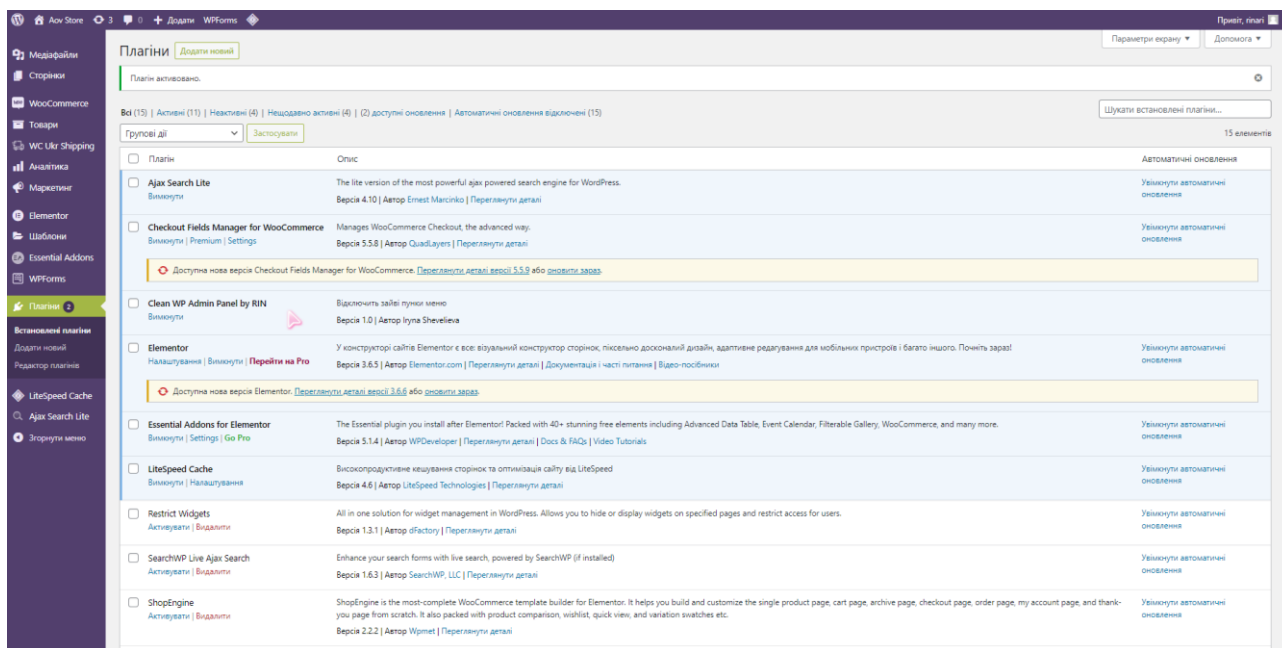 Aov Store 3 0 + Додати WPForms Привіт, rinari
Параметри екрану Допомога
Медіафайли
Сторінки
WooCommerce
Товари
WC Ukr Shipping
Аналітика
Маркетинг
Elementor
Шаблони
Essential Addons
WPForms
Плагіни 2
Встановлені плагіни
Додати новий
Редактор плагінів
LiteSpeed Cache
Ajax Search Lite
Згорнути меню
Плагіни Додати новий
Плагін активовано.
Всі (15) | Активні (11) | Неактивні (4) | Нещодавно активні (4) | (2) доступні оновлення | Автоматичні оновлення відключені (15)
Шукати встановлені плагіни...
Групові дії Застосувати 15 елементів
Плагін Опис Автоматичні оновлення
Ajax Search Lite The lite version of the most powerful ajax powered search engine for WordPress. Увімкнути автоматичні оновлення
Вимкнути Версія 4.10 | Автор Ernest Marcinko | Переглянути деталі
Checkout Fields Manager for WooCommerce Manages WooCommerce Checkout, the advanced way. Увімкнути автоматичні оновлення
Вимкнути | Premium | Settings Версія 5.5.8 | Автор QuadLayers | Переглянути деталі
Доступна нова версія Checkout Fields Manager for WooCommerce. Переглянути деталі версії 5.5.9 або оновити зараз.
Clean WP Admin Panel by RIN Відключить зайві пунки меню
Вимкнути Версія 1.0 | Автор Iryna Shevelieva
Elementor У конструкторі сайтів Elementor є все: візуальний конструктор сторінок, піксельно досконалий дизайн, адаптивне редагування для мобільних пристроїв і багато іншого. Почніть зараз! Увімкнути автоматичні оновлення
Налаштування | Вимкнути | Перейти на Pro Версія 3.6.5 | Автор Elementor.com | Переглянути деталі | Документація і часті питання | Відео-посібники
Доступна нова версія Elementor. Переглянути деталі версії 3.6.6 або оновити зараз.
Essential Addons for Elementor The Essential plugin you install after Elementor! Packed with 40+ stunning free elements including Advanced Data Table, Event Calendar, Filterable Gallery, WooCommerce, and many more. Увімкнути автоматичні оновлення
Вимкнути | Settings | Go Pro Версія 5.1.4 | Автор WPDeveloper | Переглянути деталі | Docs & FAQs | Video Tutorials
LiteSpeed Cache Високопродуктивне кешування сторінок та оптимізація сайту від LiteSpeed Увімкнути автоматичні оновлення
Вимкнути | Налаштування Версія 4.6 | Автор LiteSpeed Technologies | Переглянути деталі
Restrict Widgets All in one solution for widget management in WordPress. Allows you to hide or display widgets on specified pages and restrict access for users. Увімкнути автоматичні оновлення
Активувати | Видалити Версія 1.3.1 | Автор dFactory | Переглянути деталі
SearchWP Live Ajax Search Enhance your search forms with live search, powered by SearchWP (if installed) Увімкнути автоматичні оновлення
Активувати | Видалити Версія 1.6.3 | Автор SearchWP, LLC | Переглянути деталі
ShopEngine ShopEngine is the most-complete WooCommerce template builder for Elementor. It helps you build and customize the single product page, cart page, archive page, checkout page, order page, my account page, and thank- Увімкнути автоматичні оновлення
Активувати | Видалити you page from scratch. It also packed with product comparison, wishlist, quick view, and variation swatches etc.
Версія 2.2.2 | Автор Wpmet | Переглянути деталі